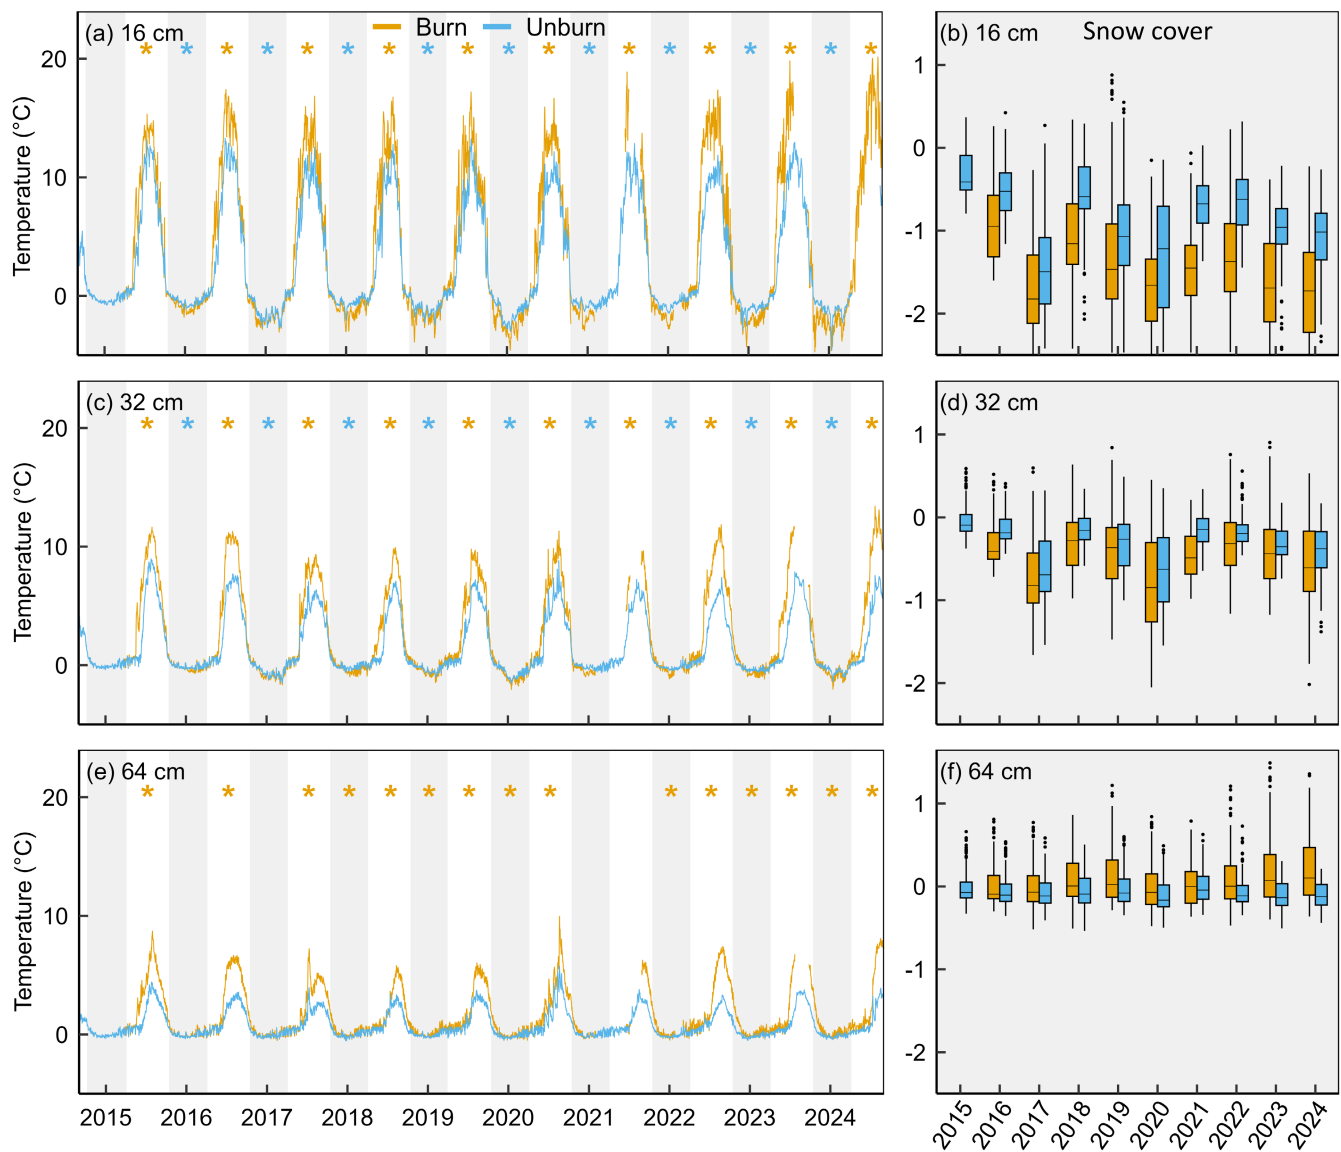 (a) 16 cm
Burn
Unburn
Temperature (°C)
20
10
0
* * * * * * * * * * * * * * * * * * *
(b) 16 cm
Snow cover
1
0
-1
-2
(c) 32 cm
Temperature (°C)
20
10
0
* * * * * * * * * * * * * * * * * * *
(d) 32 cm
1
0
-1
-2
(e) 64 cm
Temperature (°C)
20
10
0
* * * * * * * * * * * * * * *
2015 2016 2017 2018 2019 2020 2021 2022 2023 2024
(f) 64 cm
1
0
-1
-2
2015 2016 2017 2018 2019 2020 2021 2022 2023 2024